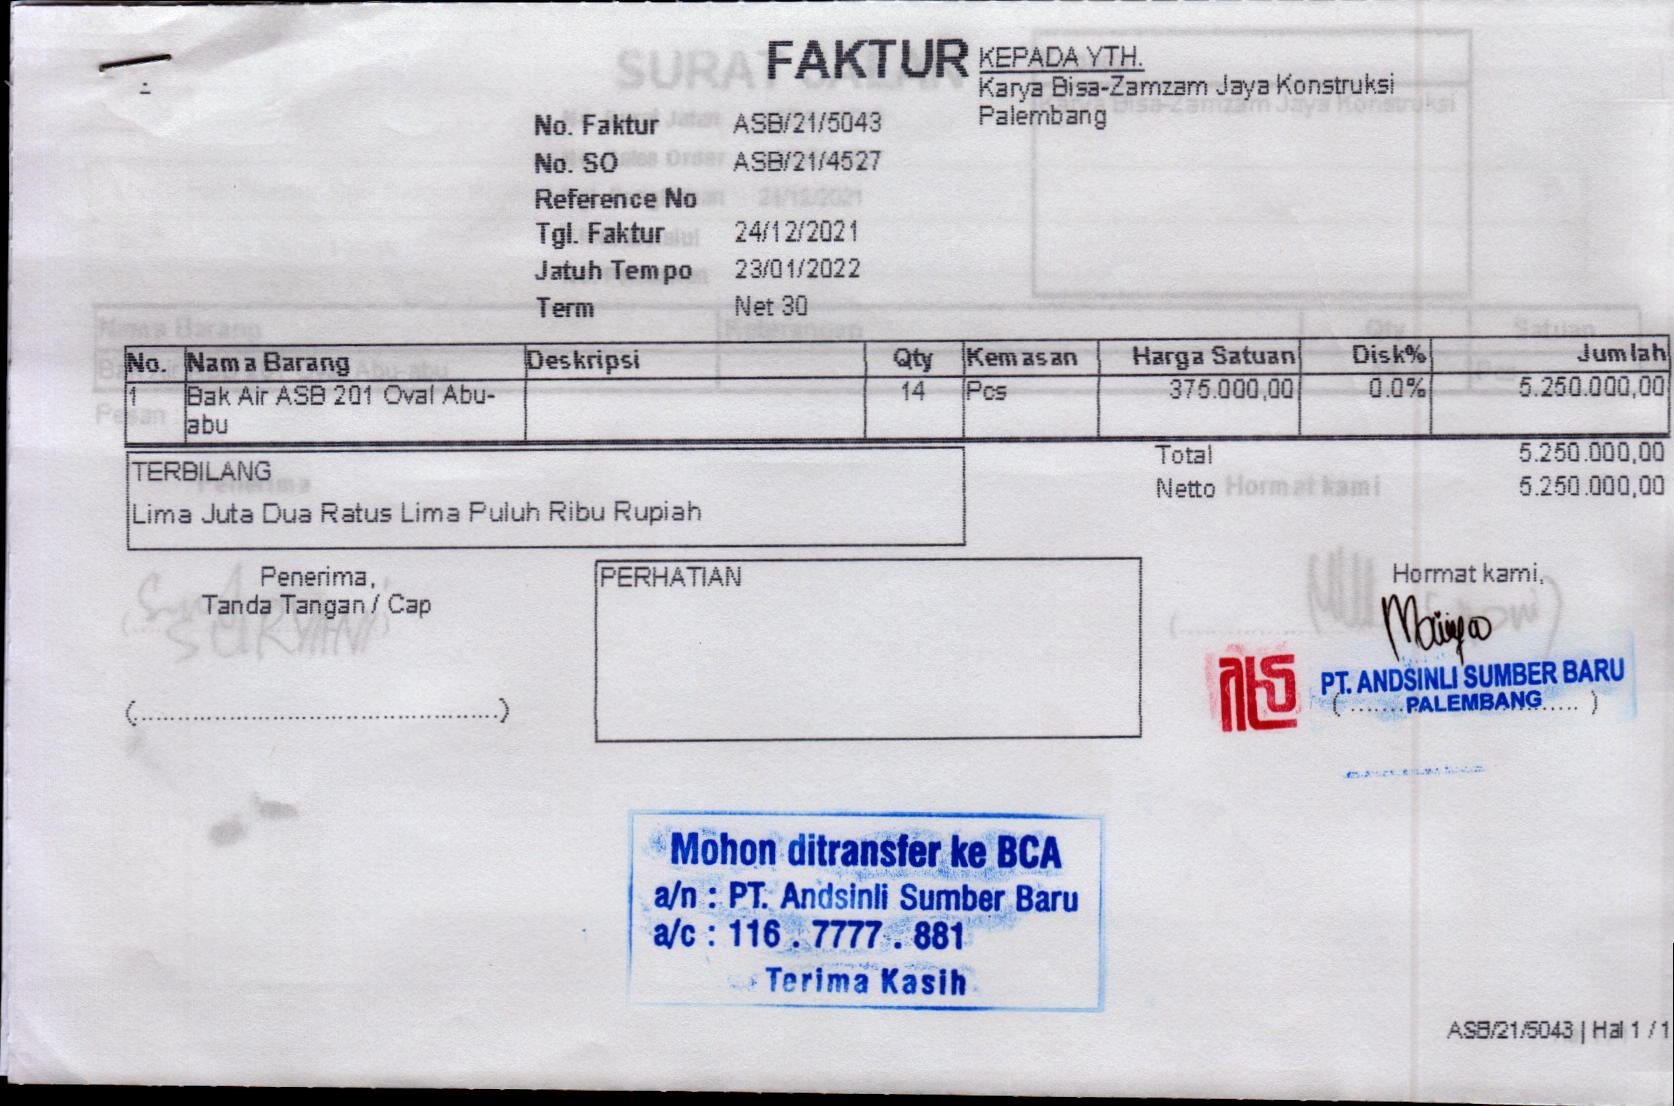 FAKTUR
KEPADA YTH.
Karya Bisa-Zamzam Jaya Konstruksi
Palembang
No. Faktur ASB/21/5043
No. SO ASB/21/4527
Reference No
Tgl. Faktur 24/12/2021
Jatuh Tempo 23/01/2022
Term Net 30
No. Nama Barang Deskripsi Qty Kemasan Harga Satuan Disk% Jumlah
1 Bak Air ASB 201 Oval Abu- 14 Pcs 375.000,00 0.0% 5.250.000,00
abu
Total 5.250.000,00
Netto 5.250.000,00
TERBILANG
Lima Juta Dua Ratus Lima Puluh Ribu Rupiah
Penerima,
Tanda Tangan / Cap
(................................................)
PERHATIAN
Hormat kami,
PT. ANDSINLI SUMBER BARU
PALEMBANG
Mohon ditransfer ke BCA
a/n : PT. Andsinli Sumber Baru
a/c : 116 . 7777 . 881
Terima Kasih
ASB/21/5043 | Hal 1 / 1